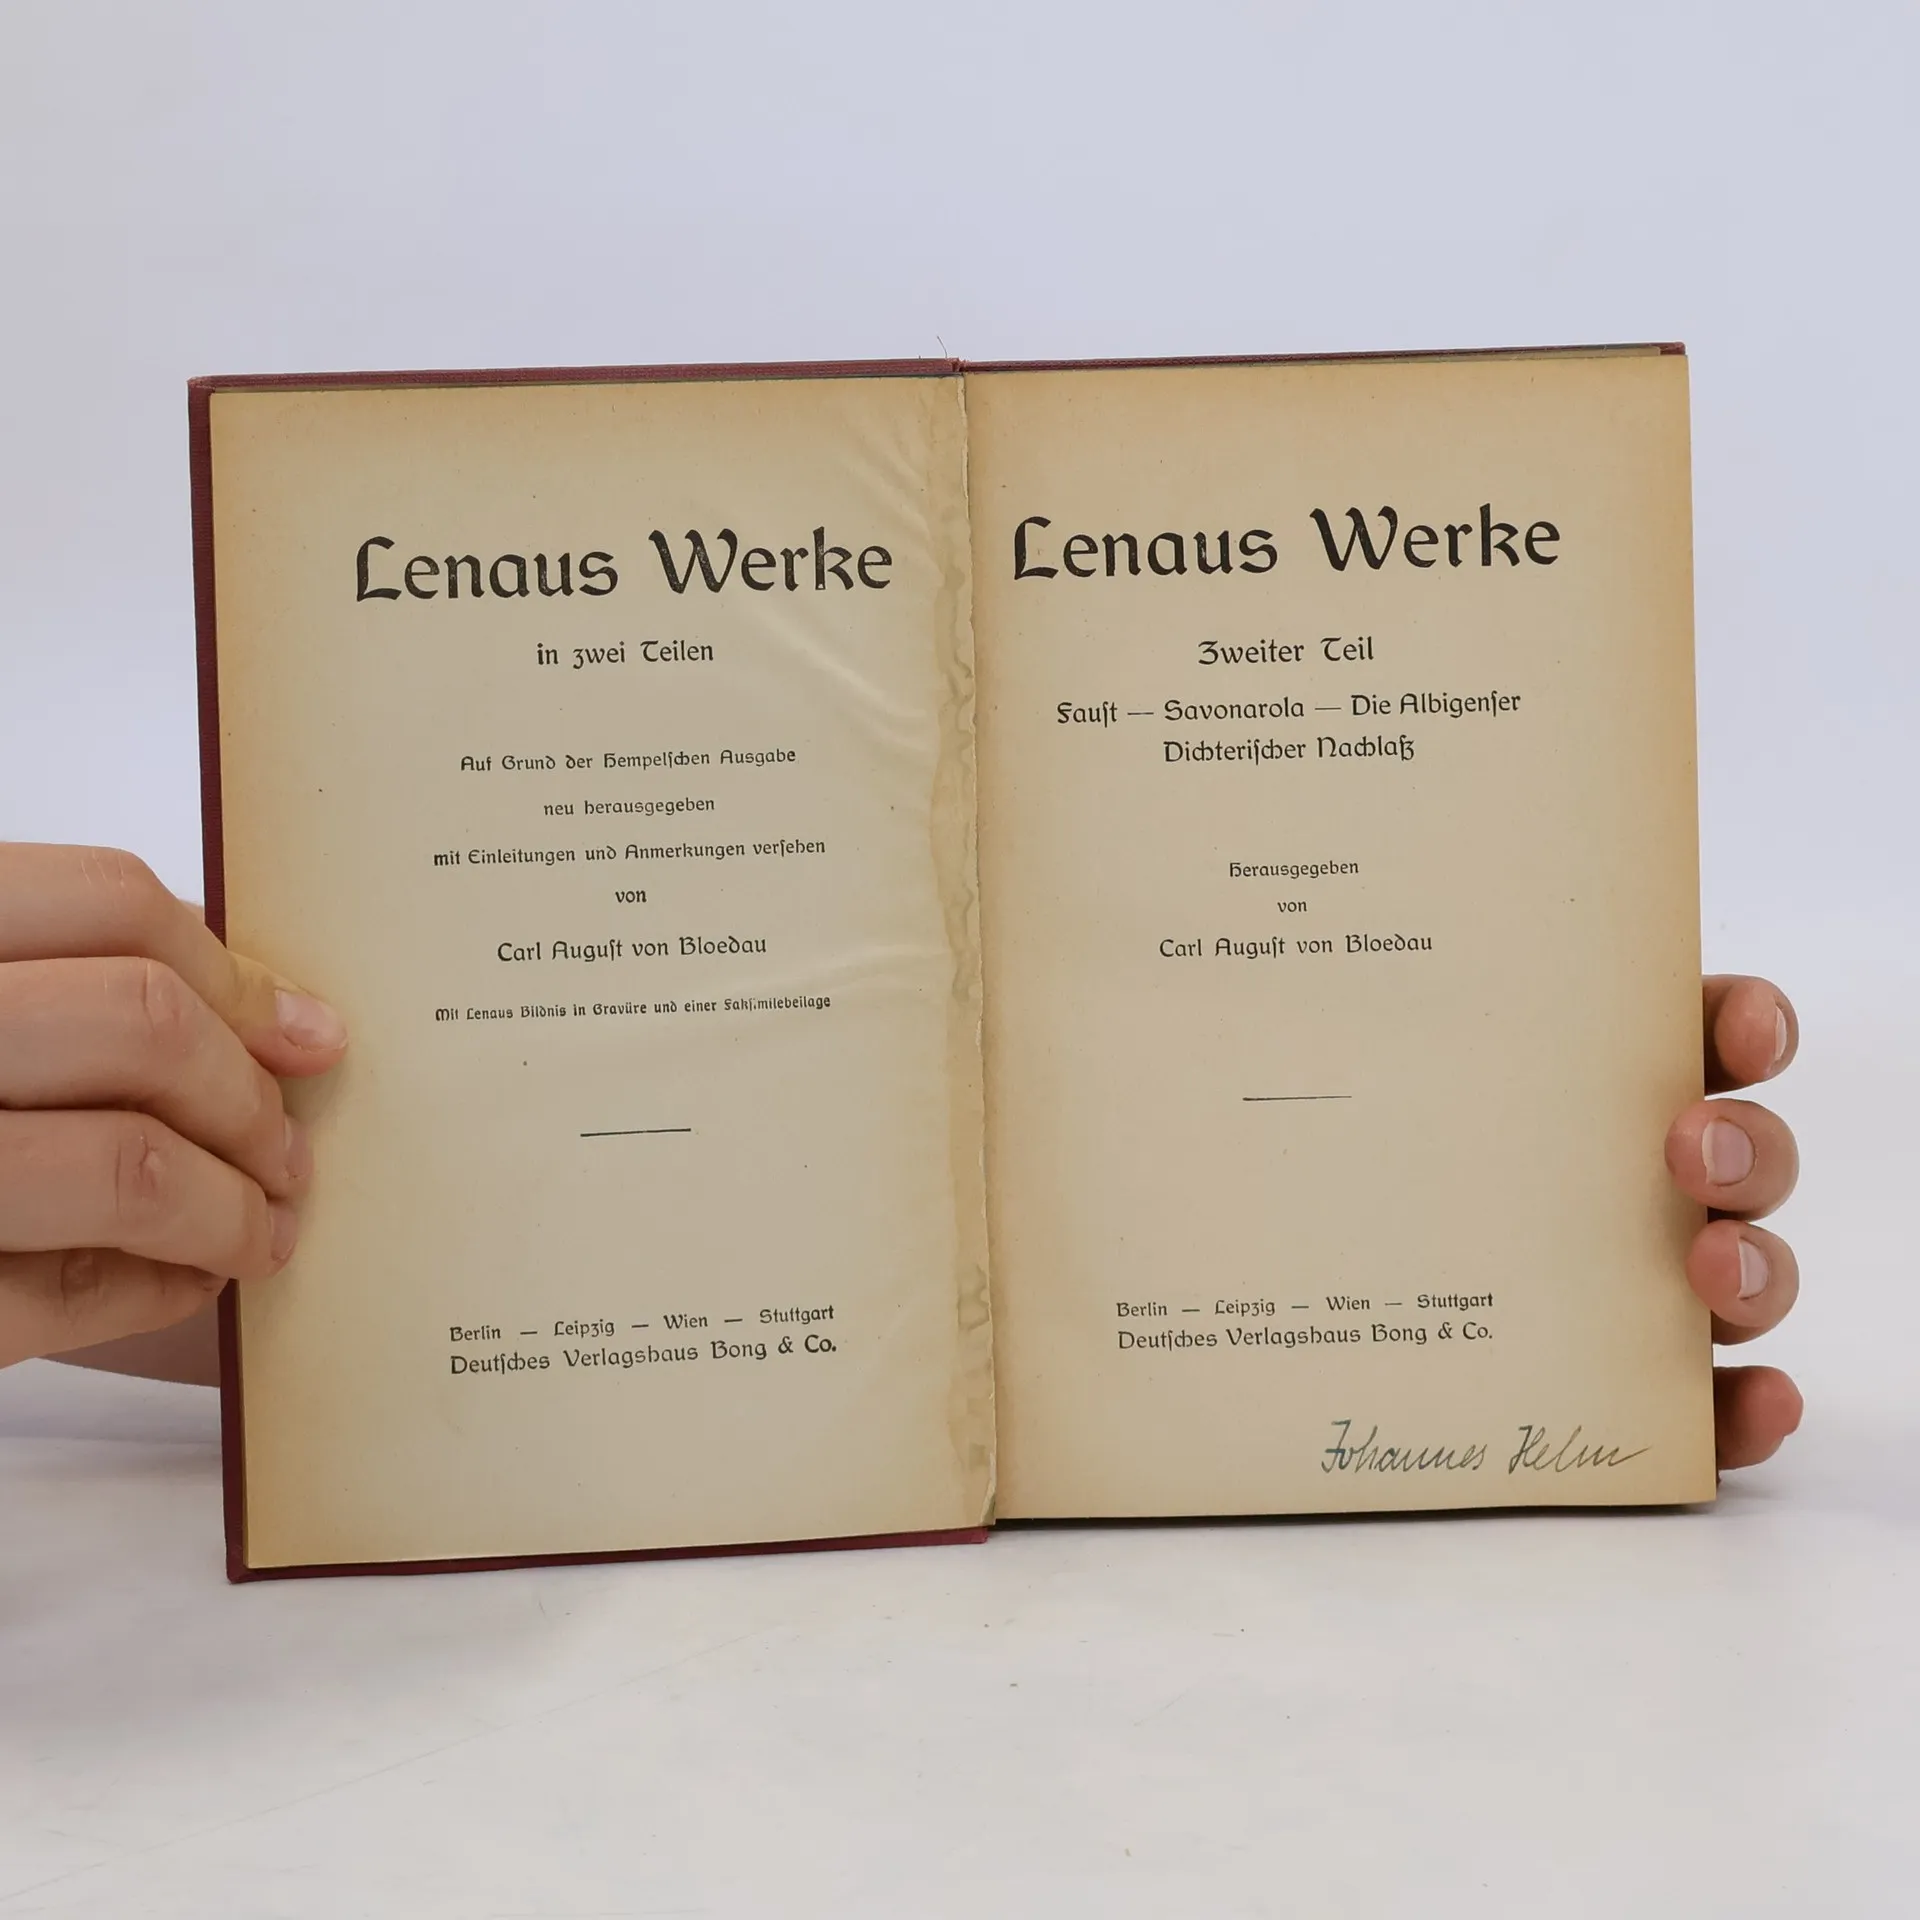 Lenaus Werke
in zwei Teilen
Auf Grund der Hempelſchen Ausgabe
neu herausgegeben
mit Einleitungen und Anmerkungen verſehen
von
Carl Auguſt von Bloedau
Mit Lenaus Bildnis in Gravüre und einer Fakſimilebeilage
Berlin — Leipzig — Wien — Stuttgart
Deutſches Verlagshaus Bong & Co.
Lenaus Werke
Zweiter Teil
Fauſt — Savonarola — Die Albigenſer
Dichteriſcher Nachlaß
Herausgegeben
von
Carl Auguſt von Bloedau
Berlin — Leipzig — Wien — Stuttgart
Deutſches Verlagshaus Bong & Co.
Johannes Helm